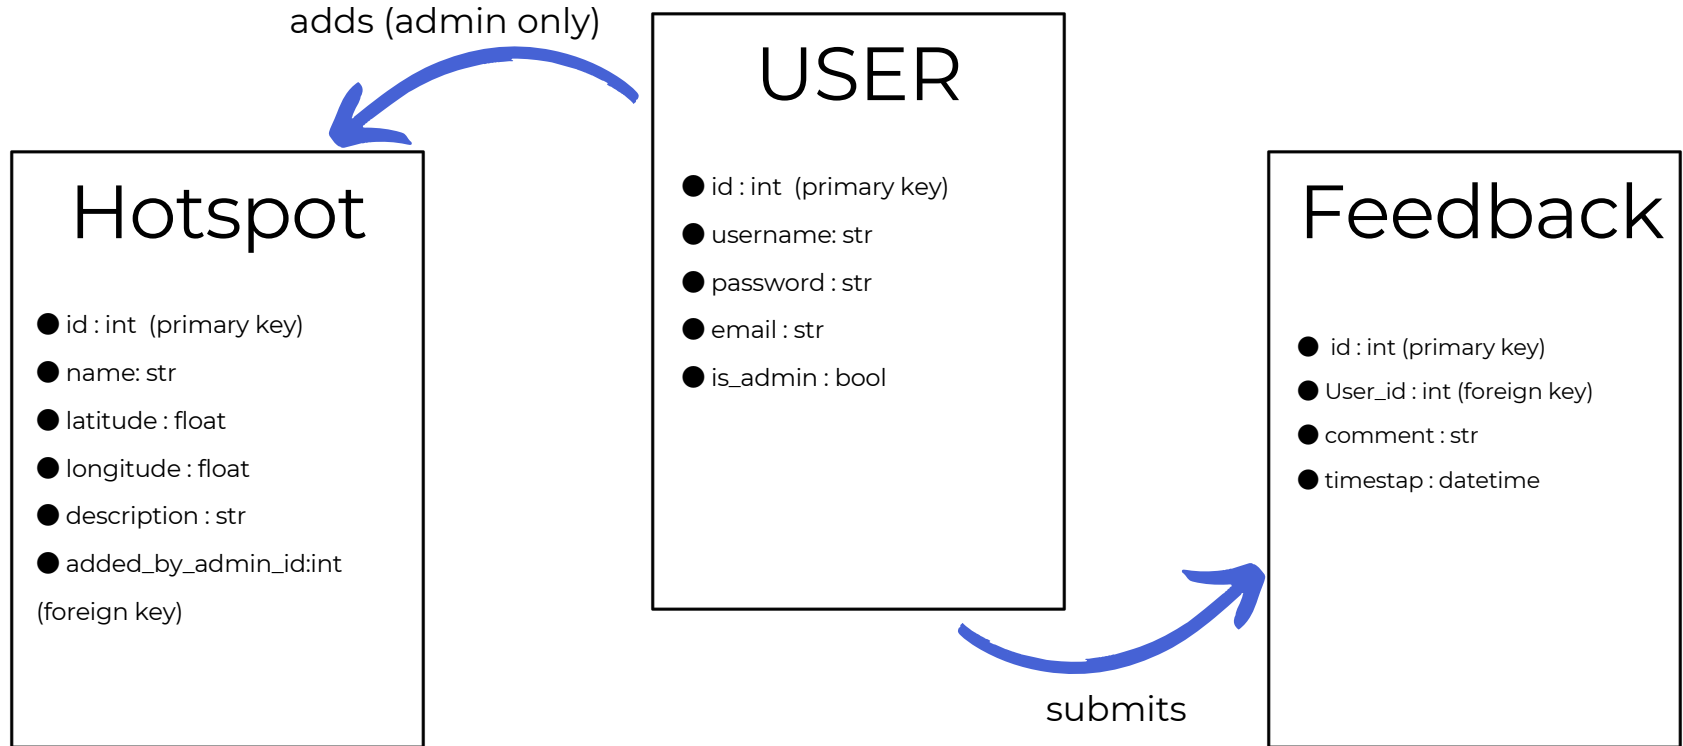 adds (admin only)
USER
id : int  (primary key)
username: str
password : str
email : str
is_admin : bool
Hotspot
id : int  (primary key)
name: str
latitude : float
longitude : float
description : str
added_by_admin_id:int
(foreign key)
Feedback
id : int (primary key)
User_id : int (foreign key)
comment : str
timestap : datetime
submits